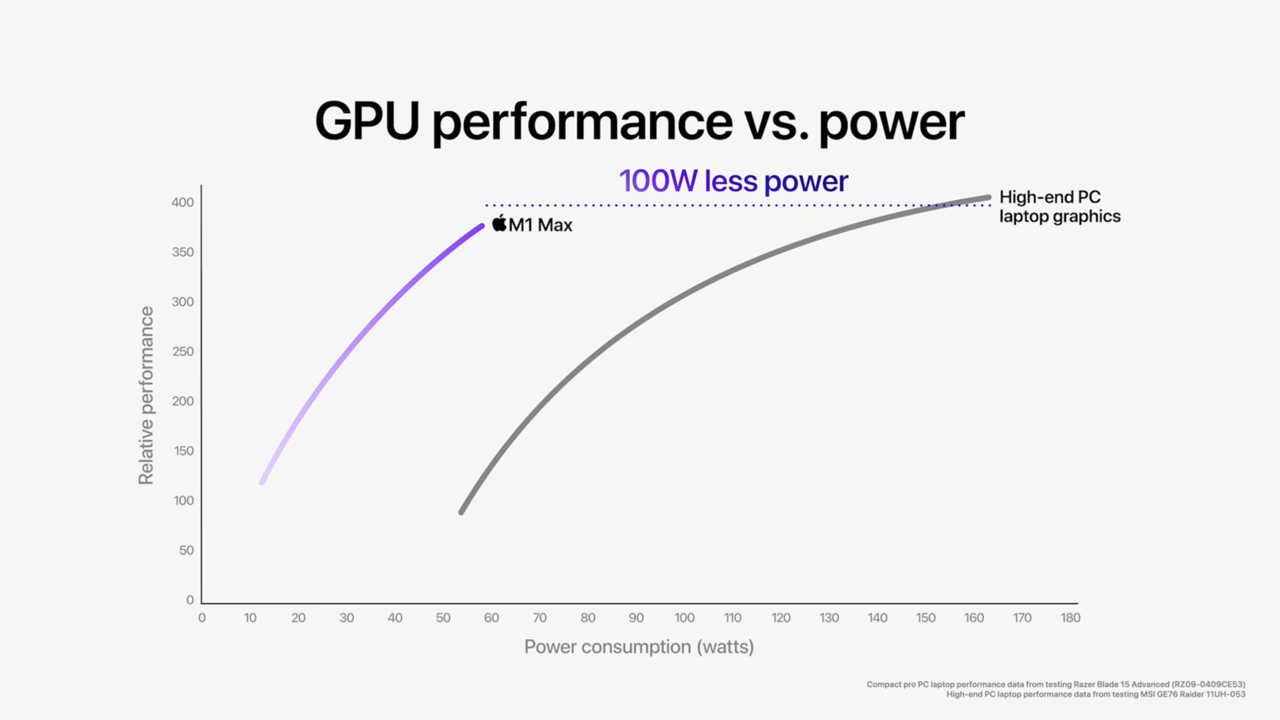 GPU performance vs. power
100W less power
400
350
300
250
200
150
100
50
0
Relative performance
M1 Max
High-end PC
laptop graphics
0 10 20 30 40 50 60 70 80 90 100 110 120 130 140 150 160 170 180
Power consumption (watts)
Compact pro PC laptop performance data from testing Razer Blade 15 Advanced (RZ09-0409CE53)
High-end PC laptop performance data from testing MSI GE76 Raider 11UH-053